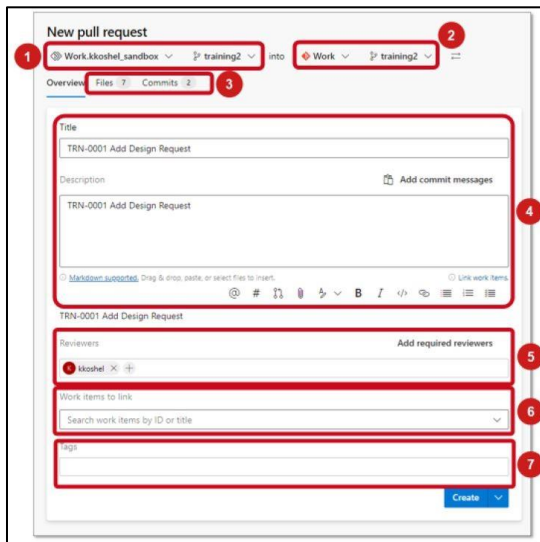 New pull request
1 Work.kkoshel_sandbox training2 into Work training2 2
Overview Files 7 Commits 2 3
Title
TRN-0001 Add Design Request
Description Add commit messages
TRN-0001 Add Design Request
4
Markdown supported. Drag & drop, paste, or select files to insert. Link work items.
@ # B I </>
TRN-0001 Add Design Request
Reviewers Add required reviewers
5
K kkoshel
Work items to link
6
Search work items by ID or title
Tags
7
Create